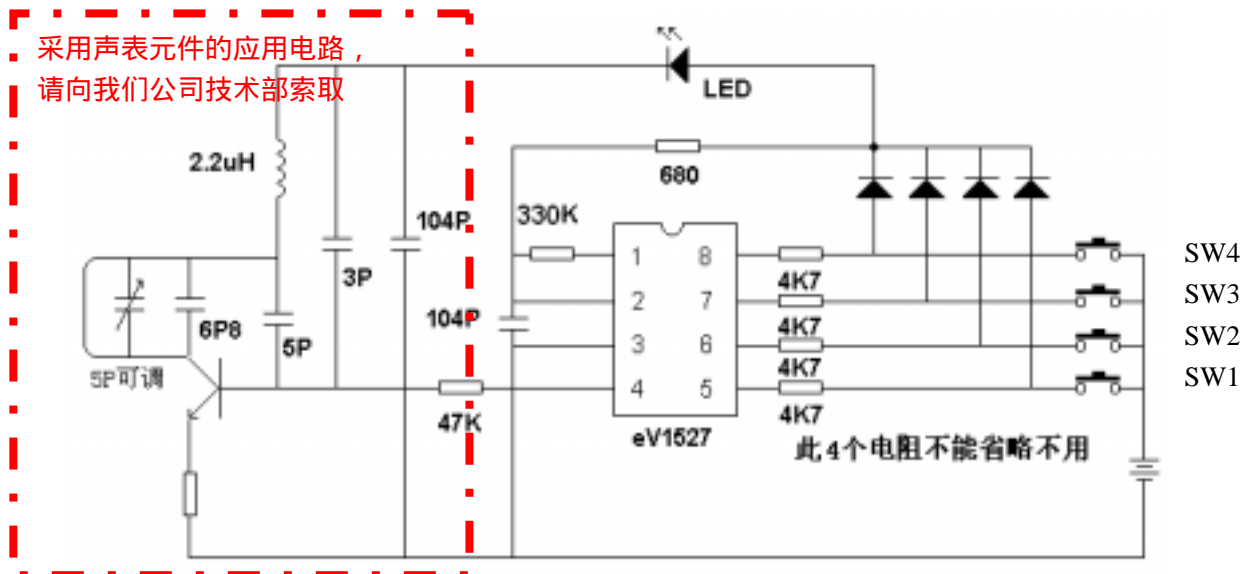 采用声表元件的应用电路，
请向我们公司技术部索取
LED
2.2uH
680
330K
104P
3P
1
8
SW4
4K7
2
7
SW3
104P
6P8
5P
4K7
3
6
SW2
5P可调
4K7
4
5
SW1
47K
4K7
eV1527
此4个电阻不能省略不用